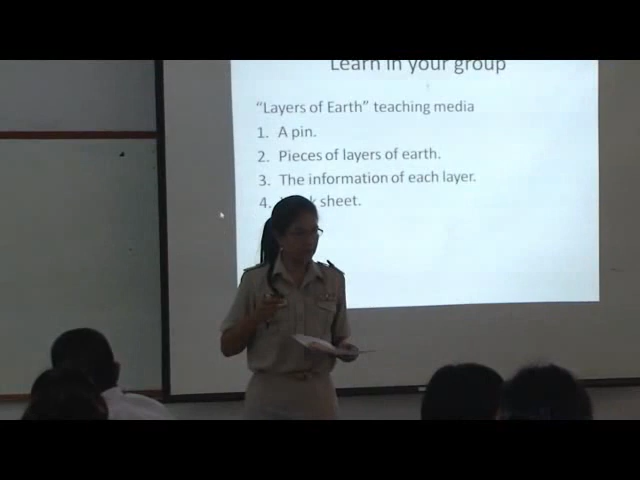 Learn in your group
"Layers of Earth" teaching media
1. A pin.
2. Pieces of layers of earth.
3. The information of each layer.
4. sheet.